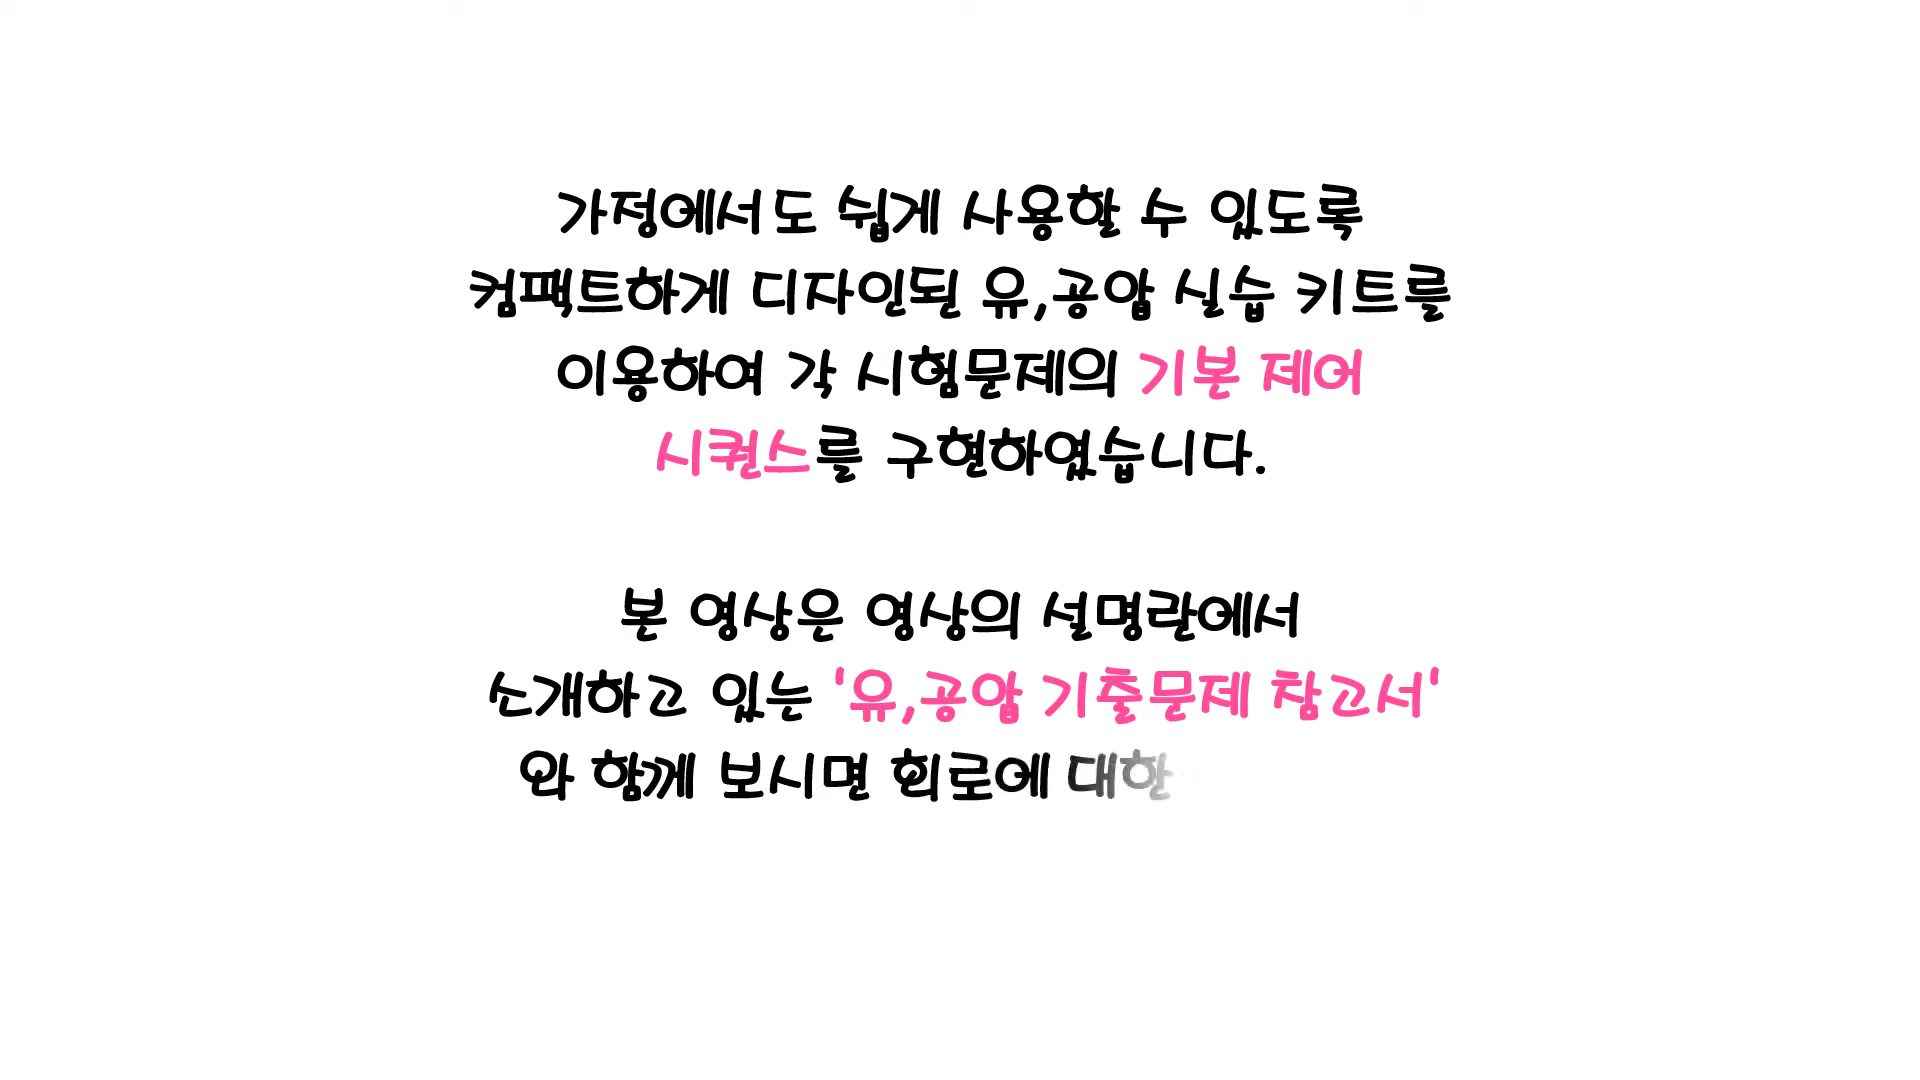 가정에서도 쉽게 사용할 수 있도록
컴팩트하게 디자인된 유,공압 실습 키트를
이용하여 각 시험문제의 기본 제어
시퀀스를 구현하였습니다.
본 영상은 영상의 설명란에서
소개하고 있는 '유,공압 기출문제 참고서'
와 함께 보시면 회로에 대한